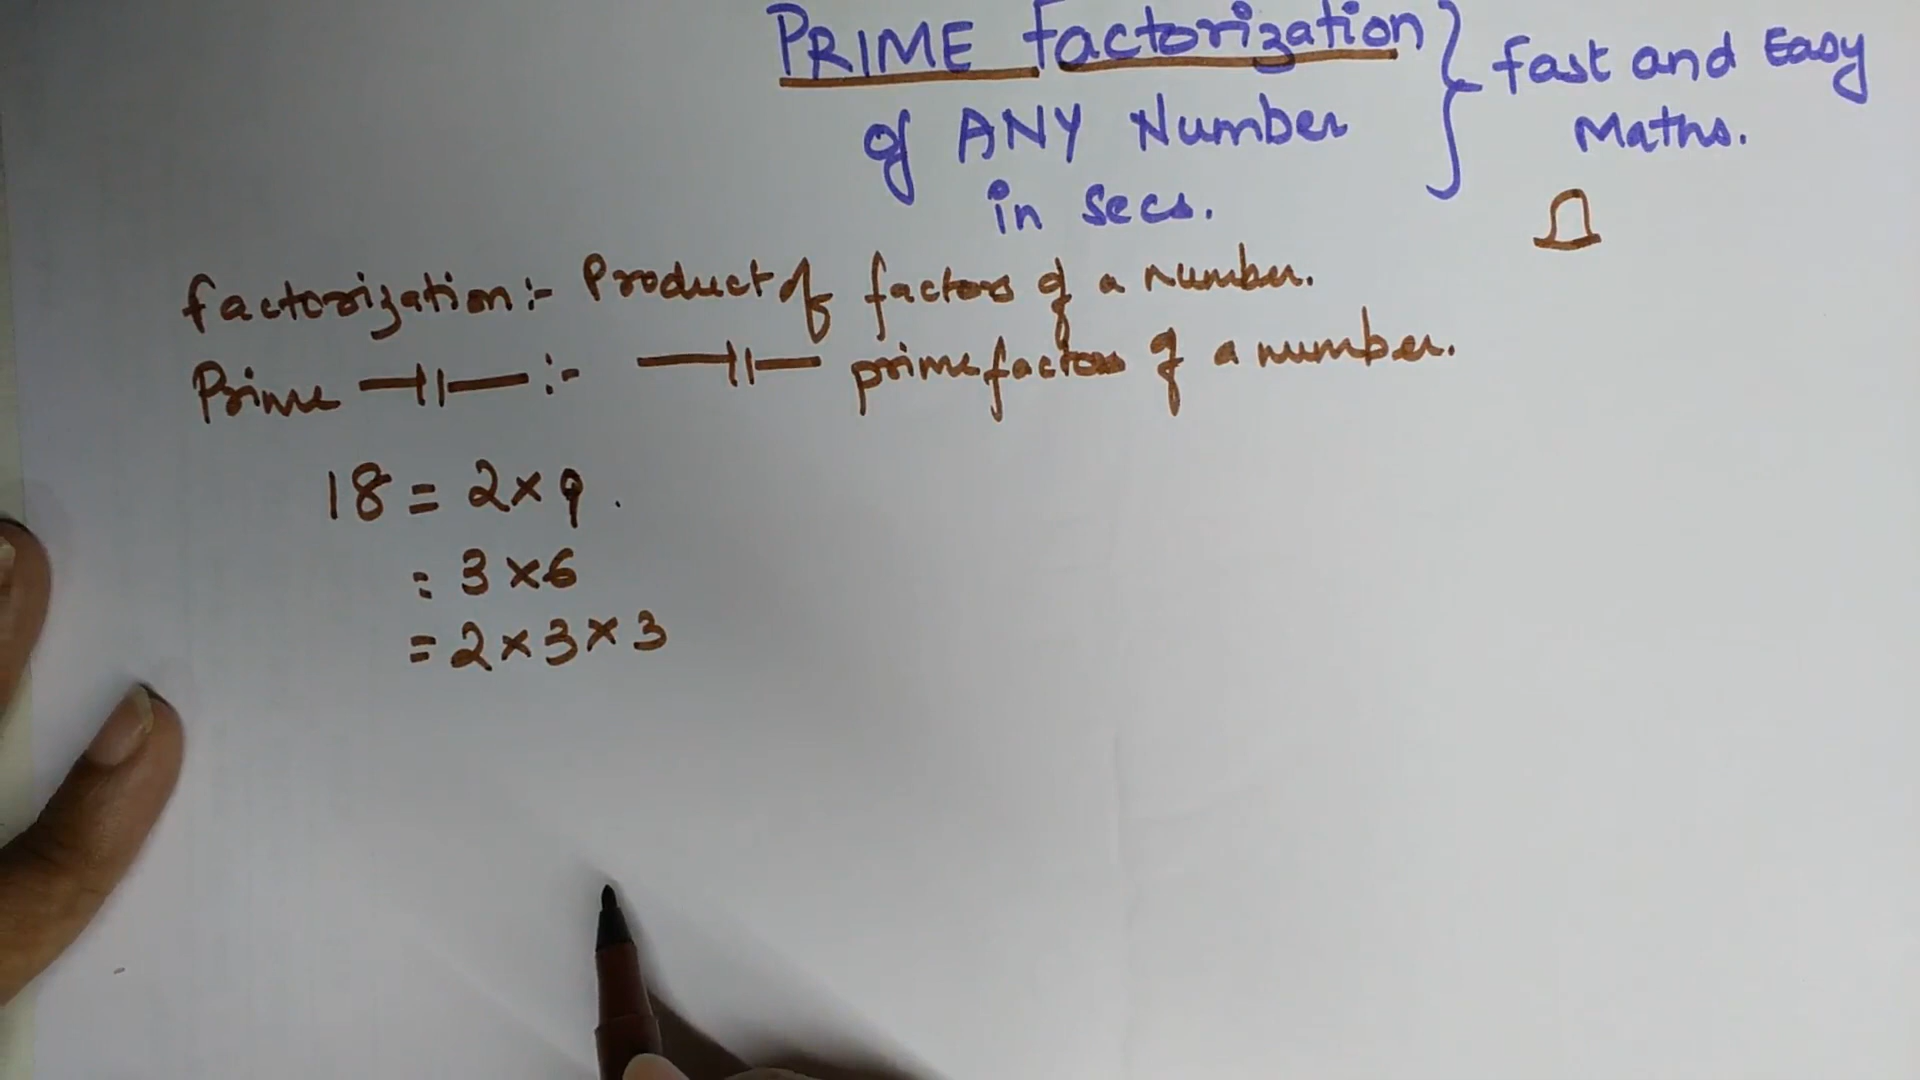 PRIME Factorization
of ANY Number
in secs.
Fast and Easy
Maths.
factorization:- Product of factors of a number.
Prime —||— :- —||— prime factors of a number.
18 = 2×9.
= 3×6
= 2×3×3